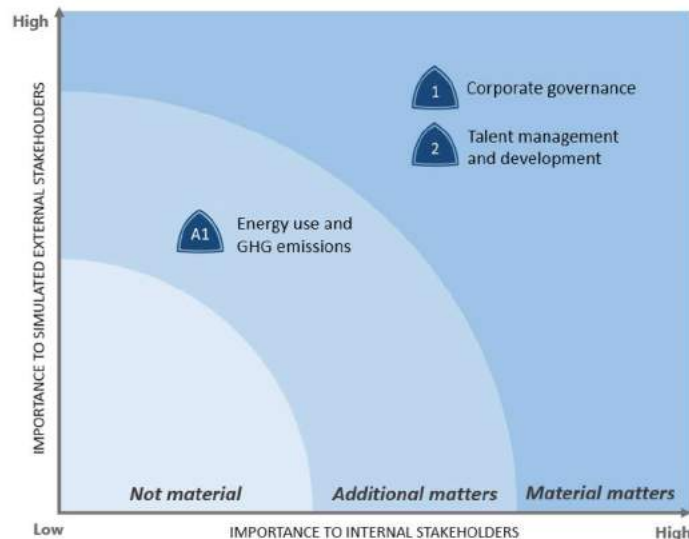 High
1
Corporate governance
2
Talent management
and development
A1
Energy use and
GHG emissions
IMPORTANCE TO SIMULATED EXTERNAL STAKEHOLDERS
Not material
Additional matters
Material matters
Low
IMPORTANCE TO INTERNAL STAKEHOLDERS
High